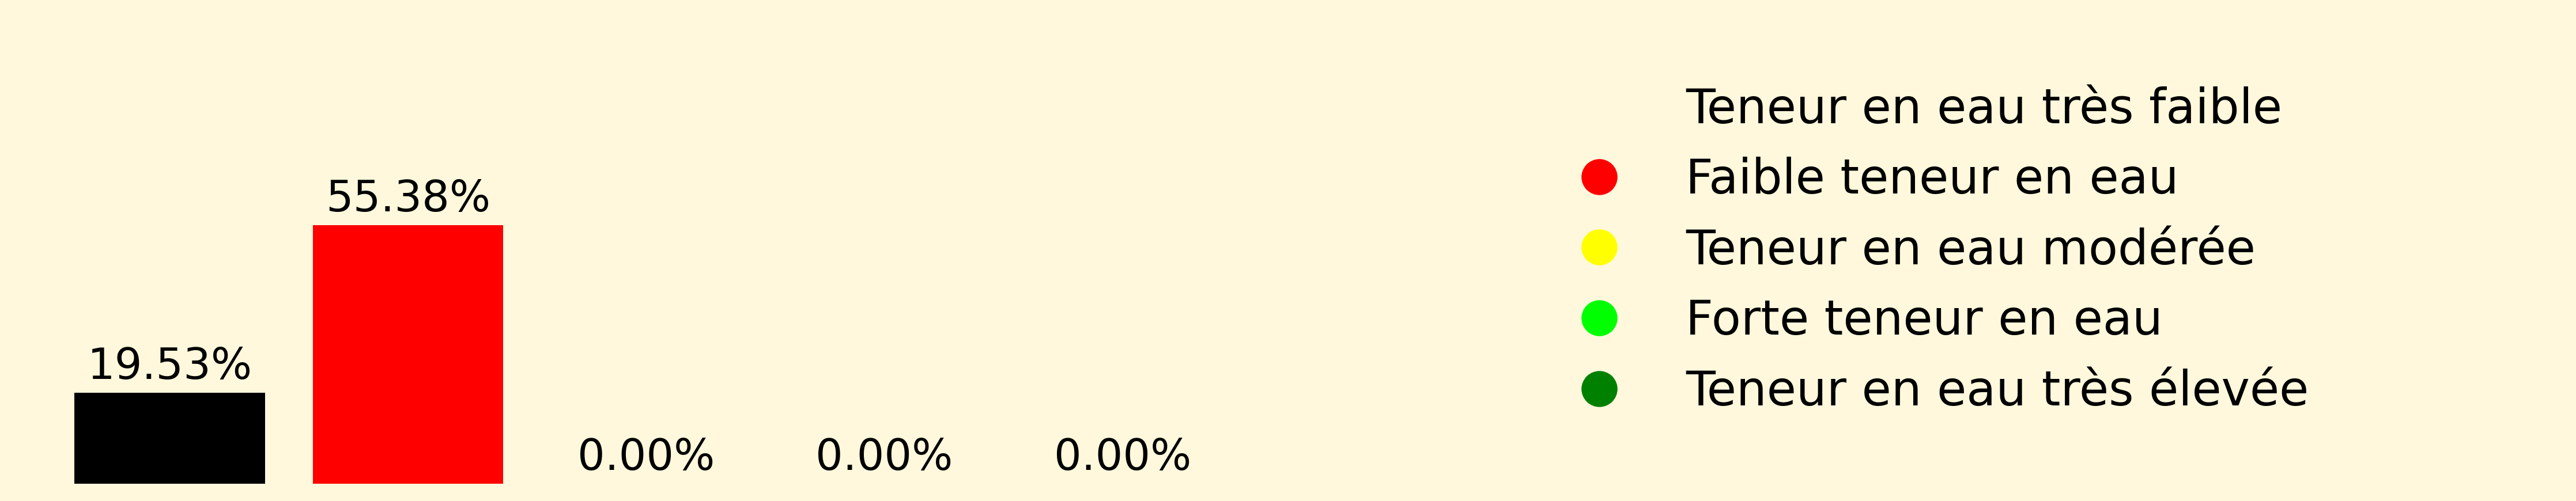 55.38%
19.53%
0.00%
0.00%
0.00%
Teneur en eau très faible
Faible teneur en eau
Teneur en eau modérée
Forte teneur en eau
Teneur en eau très élevée